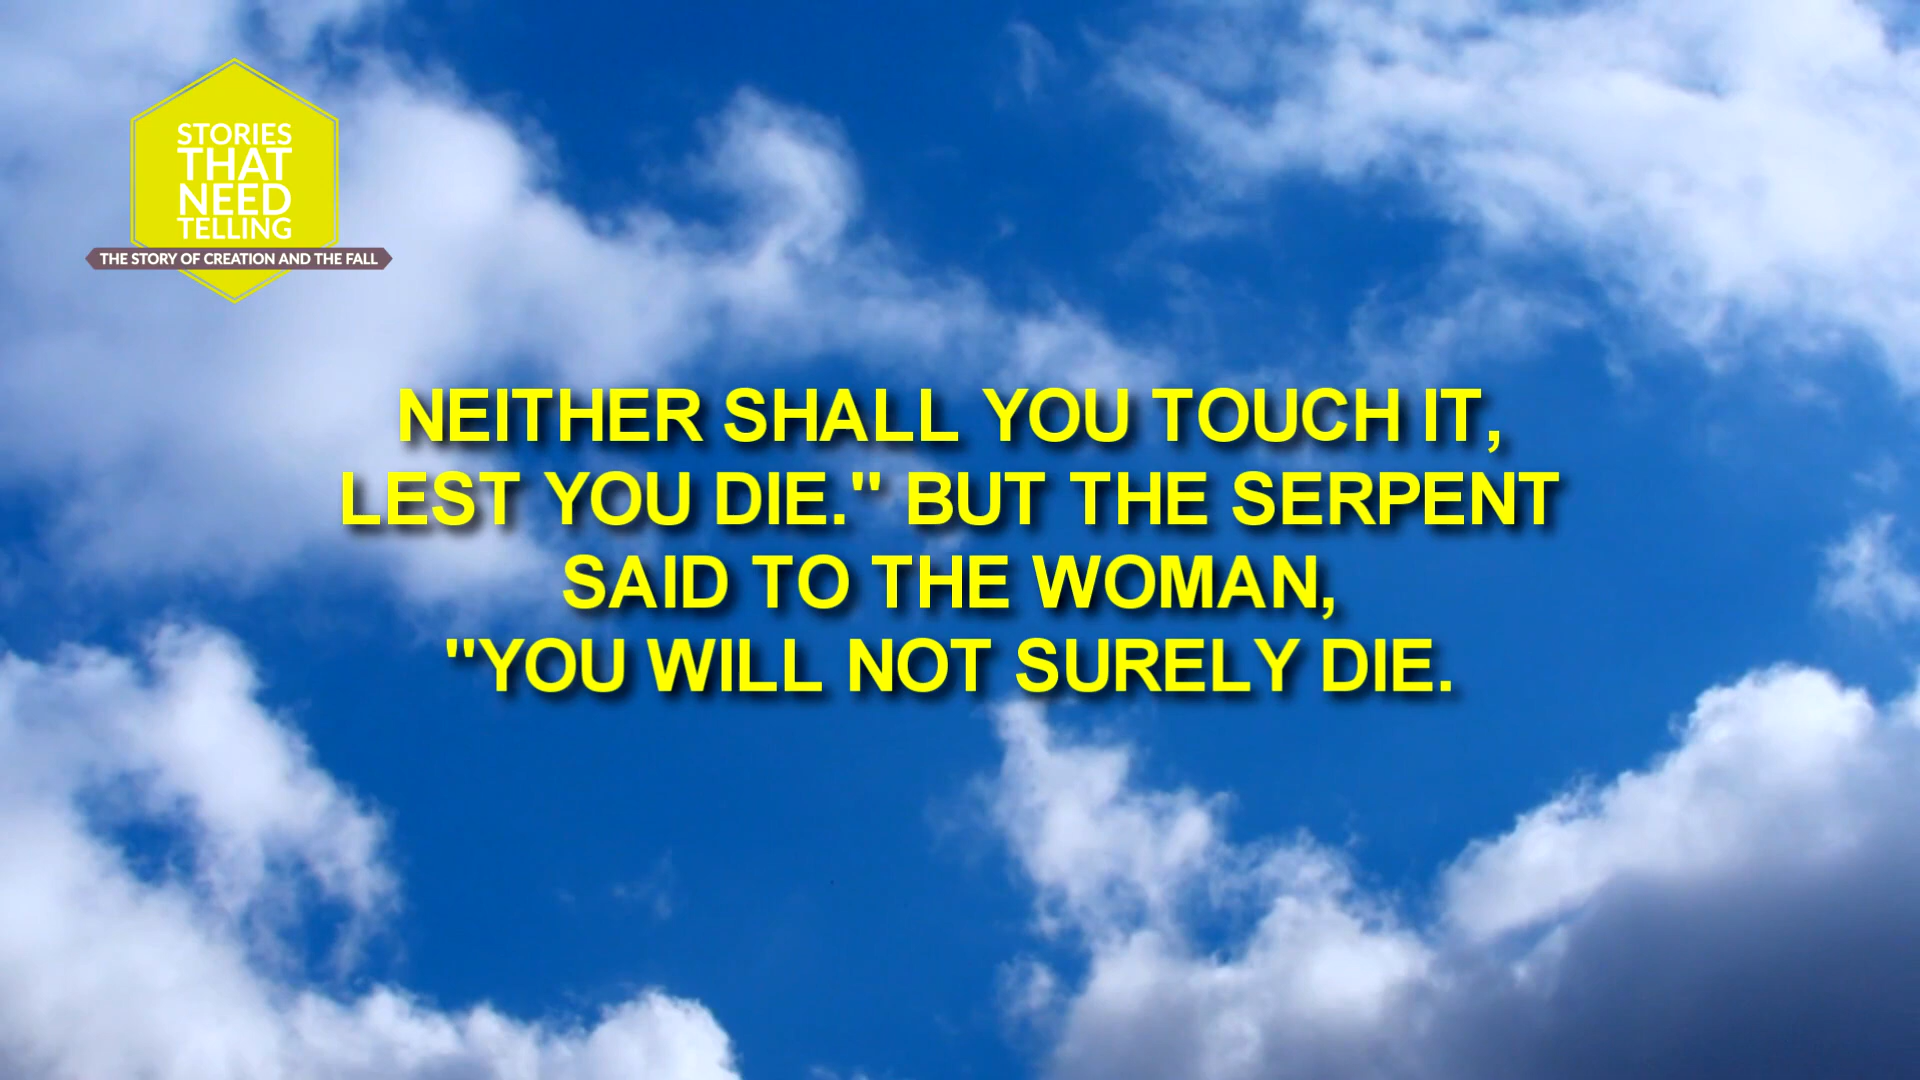 STORIES
THAT
NEED
TELLING
THE STORY OF CREATION AND THE FALL
NEITHER SHALL YOU TOUCH IT,
LEST YOU DIE." BUT THE SERPENT
SAID TO THE WOMAN,
"YOU WILL NOT SURELY DIE.